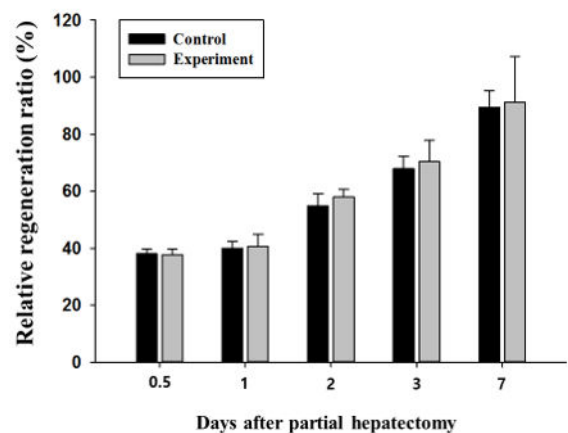 Relative regeneration ratio (%)
120
100
80
60
40
20
0
Control
Experiment
0.5 1 2 3 7
Days after partial hepatectomy